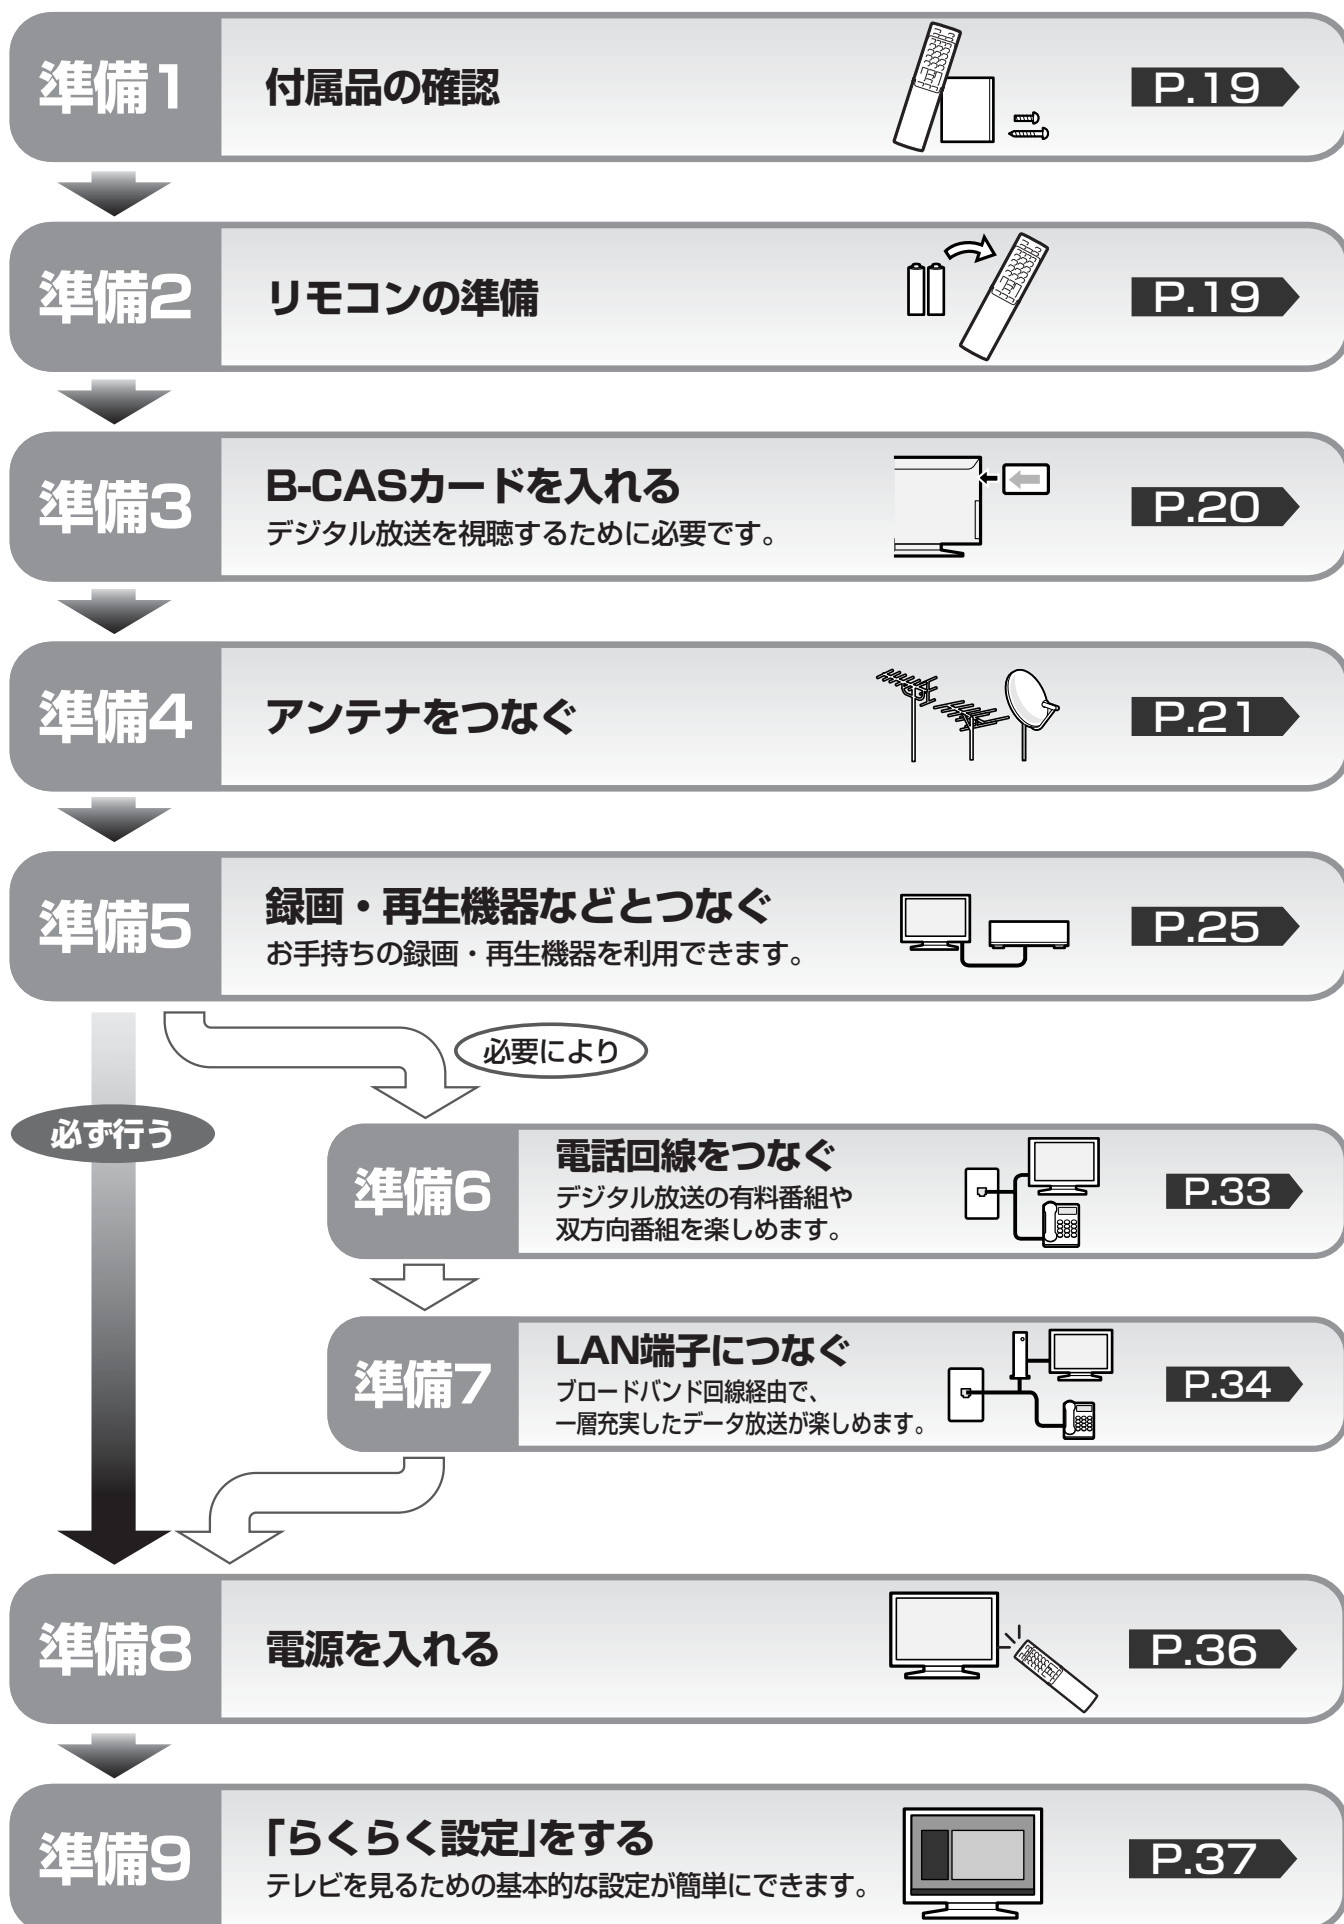 準備1
付属品の確認
P.19
準備2
リモコンの準備
P.19
準備3
B-CASカードを入れる
デジタル放送を視聴するために必要です。
P.20
準備4
アンテナをつなぐ
P.21
準備5
録画・再生機器などとつなぐ
お手持ちの録画・再生機器を利用できます。
P.25
必要により
必ず行う
準備6
電話回線をつなぐ
デジタル放送の有料番組や
双方向番組を楽しめます。
P.33
準備7
LAN端子につなぐ
ブロードバンド回線経由で、
一層充実したデータ放送が楽しめます。
P.34
準備8
電源を入れる
P.36
準備9
「らくらく設定」をする
テレビを見るための基本的な設定が簡単にできます。
P.37